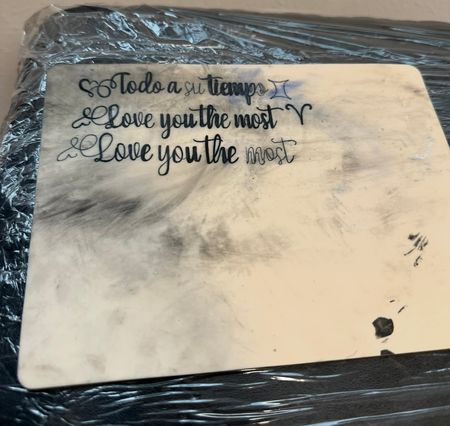 Todo a su tiempo ♊
Love you the most ♈
Love you the most